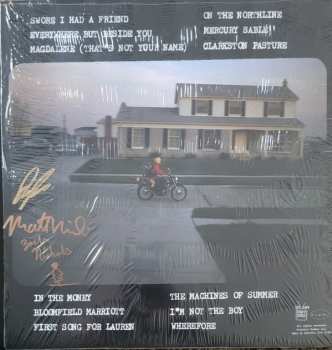 SWORE I HAD A FRIEND
EVERYWHERE BUT BESIDE YOU
MAGDALENE (THAT'S NOT YOUR NAME)
ON THE NORTHLINE
MERCURY SABLE
CLARKSTON PASTURE
IN THE MONEY
BLOOMFIELD MARRIOTT
FIRST SONG FOR LAUREN
THE MACHINES OF SUMMER
I'M NOT THE BOY
WHEREFORE